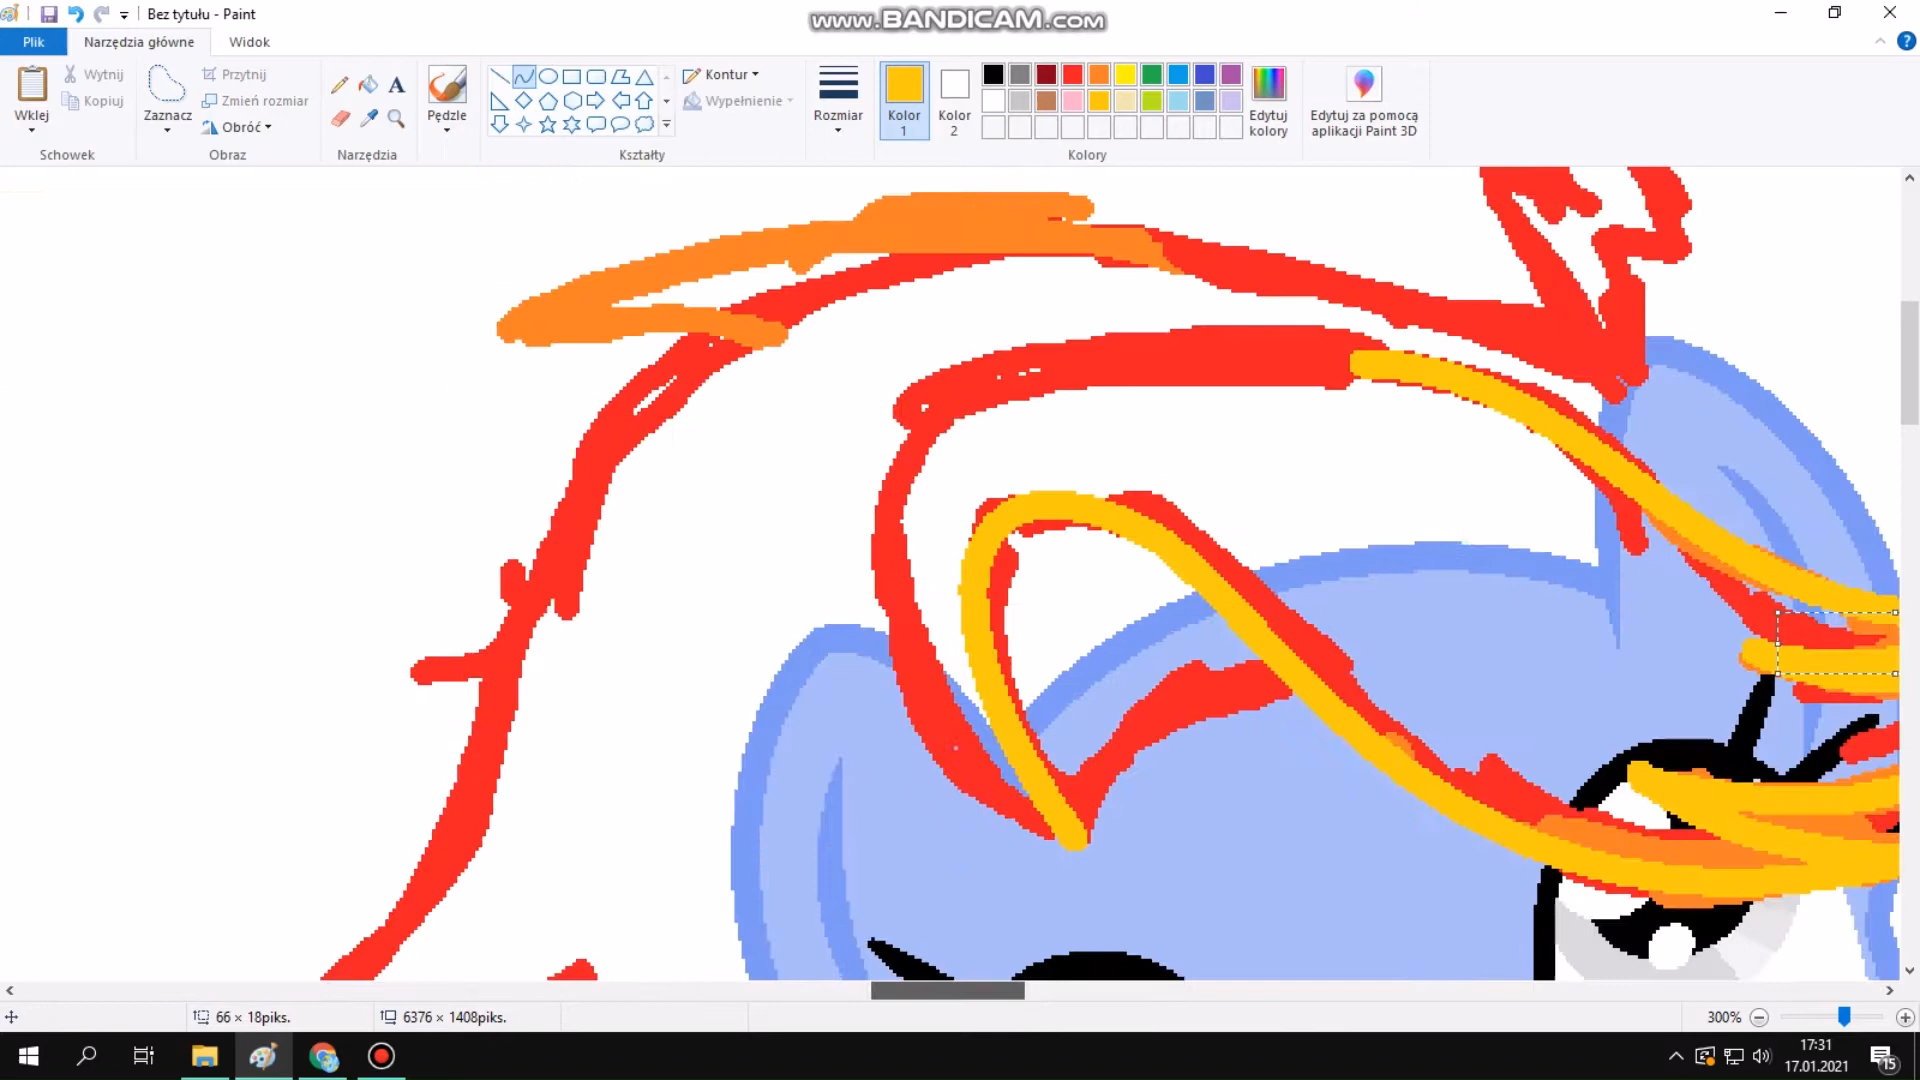 Bez tytułu - Paint
www.BANDICAM.com
Plik
Narzędzia główne
Widok
Wklej
Wytnij
Kopiuj
Schowek
Zaznacz
Przytnij
Zmień rozmiar
Obróć
Obraz
A
Narzędzia
Pędzle
Kształty
Kontur
Wypełnienie
Rozmiar
Kolor
1
Kolor
2
Edytuj
kolory
Kolory
Edytuj za pomocą
aplikacji Paint 3D
66 × 18piks.
6376 × 1408piks.
300%
17:31
17.01.2021
15